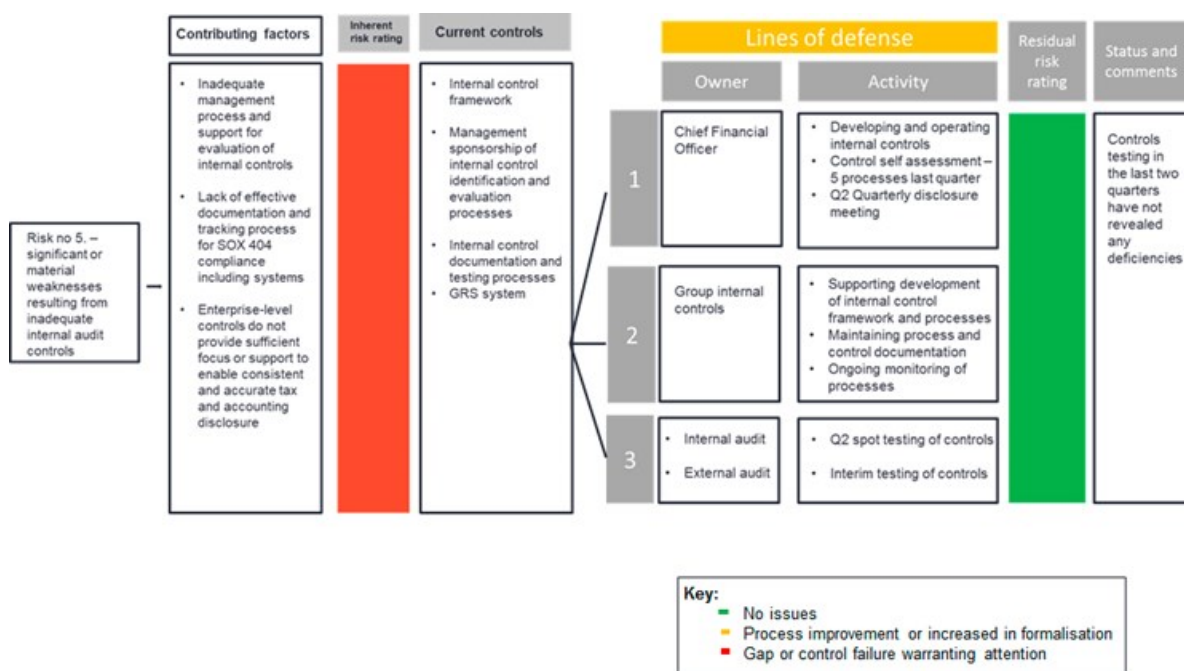 Contributing factors
Inherent
risk rating
Current controls
Lines of defense
Owner
Activity
Residual
risk
rating
Status and
comments
Risk no 5. –
significant or
material
weaknesses
resulting from
inadequate
internal audit
controls
• Inadequate
management
process and
support for
evaluation of
internal controls
• Lack of effective
documentation and
tracking process
for SOX 404
compliance
including systems
• Enterprise-level
controls do not
provide sufficient
focus or support to
enable consistent
and accurate tax
and accounting
disclosure
• Internal control
framework
• Management
sponsorship of
internal control
identification and
evaluation
processes
• Internal control
documentation and
testing processes
• GRS system
1
Chief Financial
Officer
• Developing and operating
internal controls
• Control self assessment –
5 processes last quarter
• Q2 Quarterly disclosure
meeting
2
Group internal
controls
• Supporting development
of internal control
framework and processes
• Maintaining process and
control documentation
• Ongoing monitoring of
processes
3
• Internal audit
• External audit
• Q2 spot testing of controls
• Interim testing of controls
Controls
testing in
the last two
quarters
have not
revealed
any
deficiencies
Key:
No issues
Process improvement or increased in formalisation
Gap or control failure warranting attention